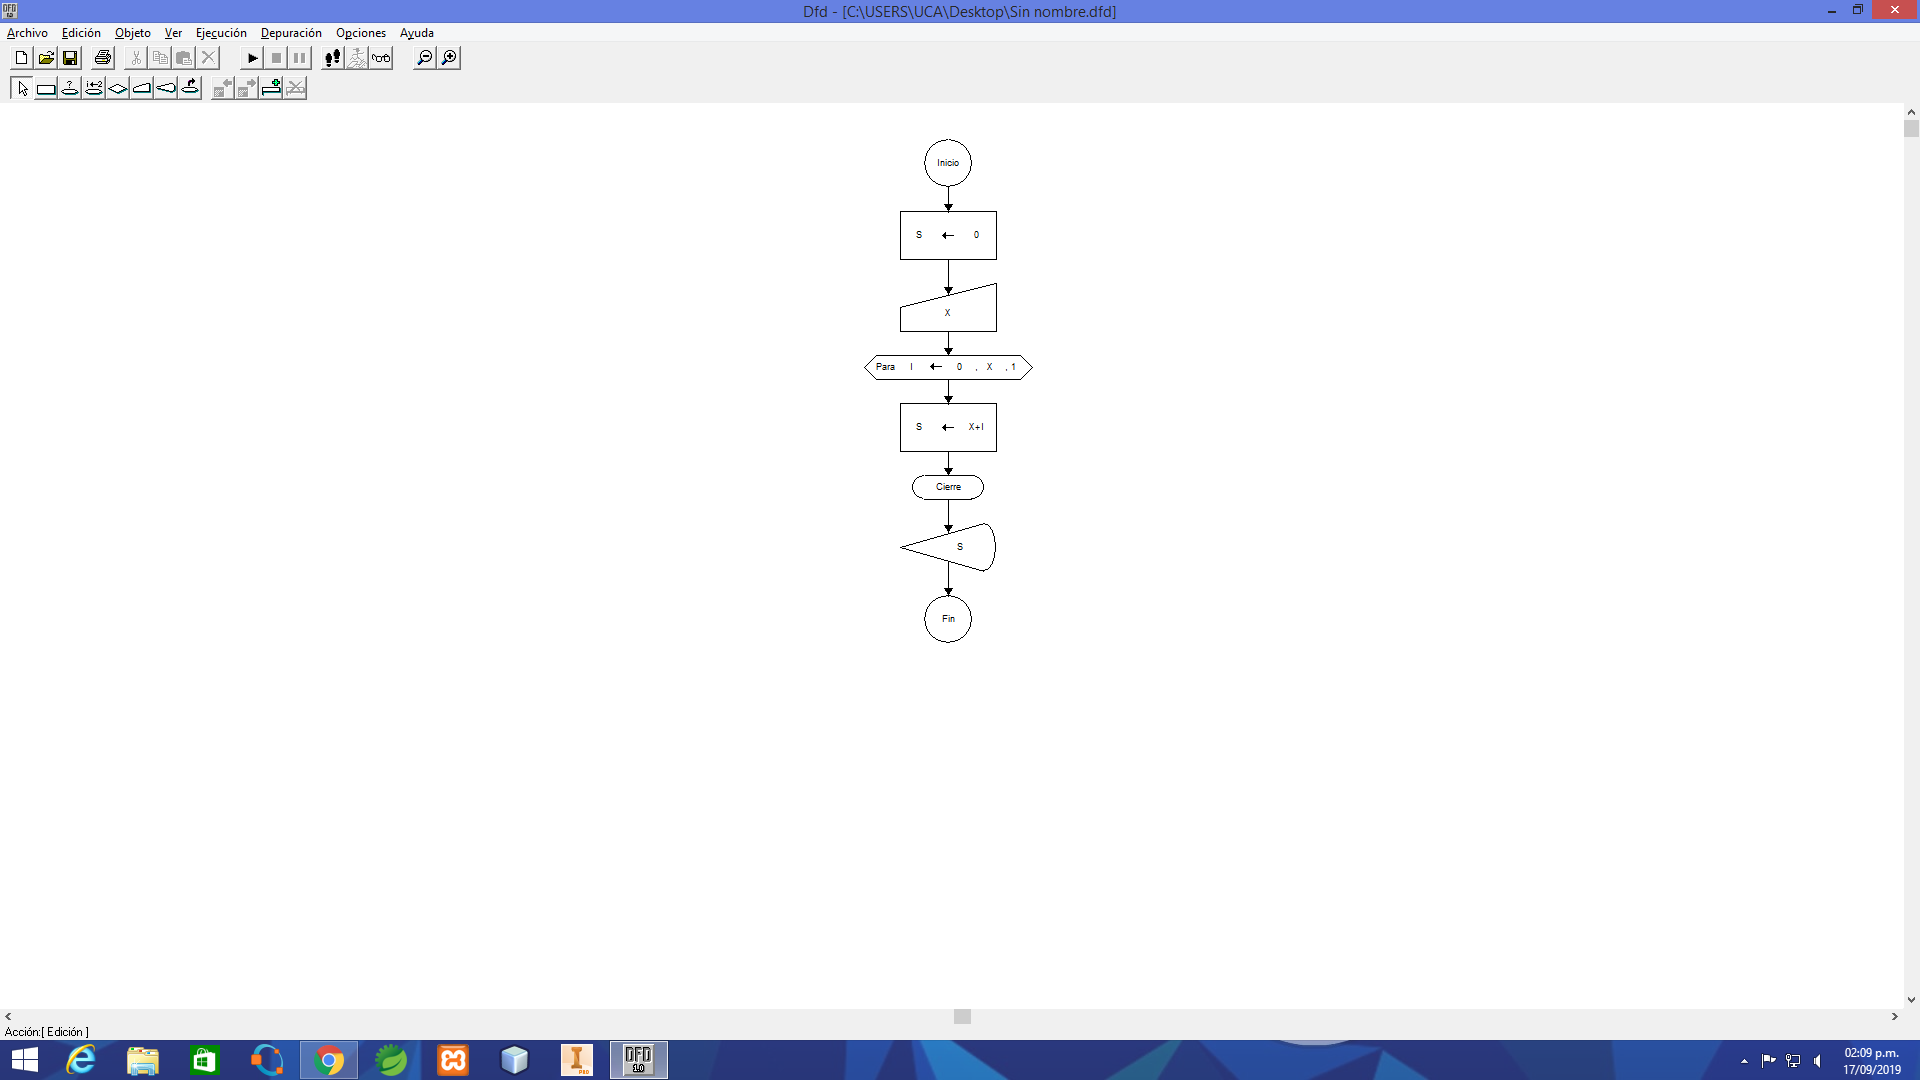 Dfd - [C:\USERS\UCA\Desktop\Sin nombre.dfd]
Archivo Edición Objeto Ver Ejecución Depuración Opciones Ayuda
Inicio
S ← 0
X
Para I ← 0 , X , 1
S ← X+I
Cierre
S
Fin
Acción:[ Edición ]
02:09 p.m.
17/09/2019